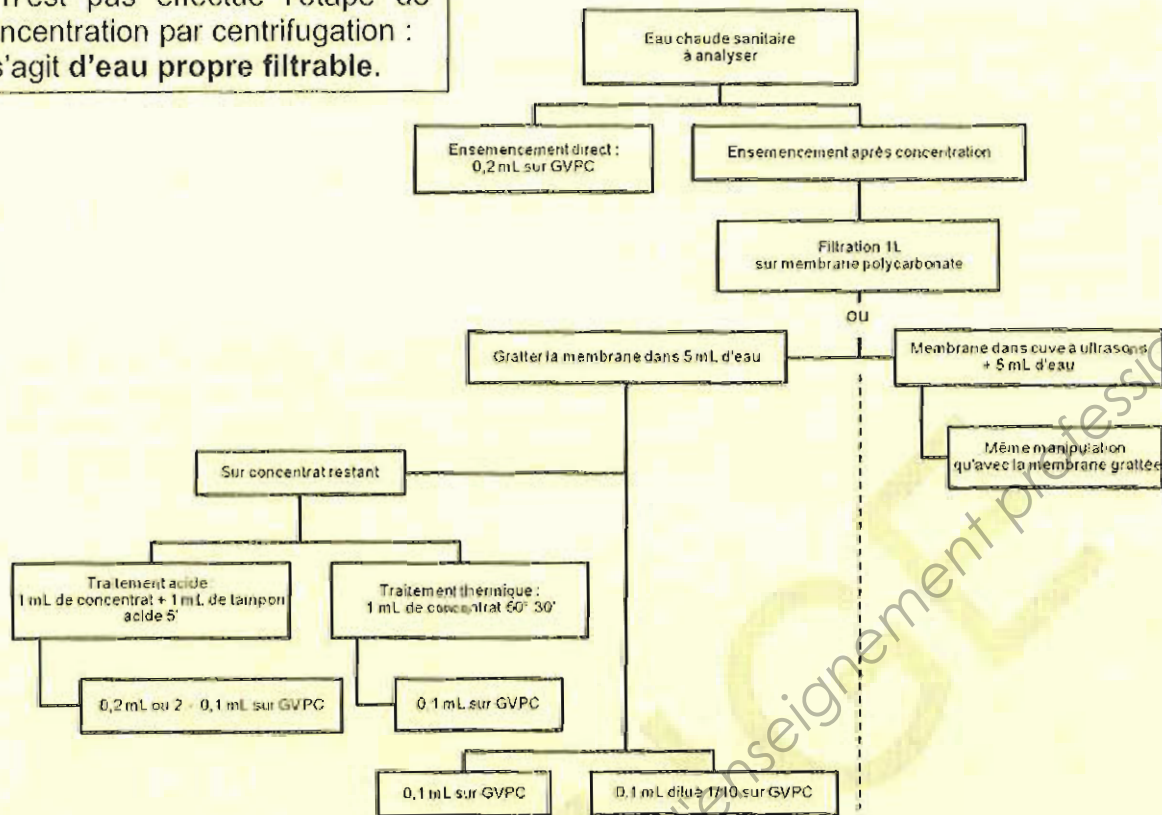 n'est pas effectué l'étape de
ncentration par centrifugation :
s'agit d'eau propre filtrable.
Eau chaude sanitaire
à analyser
Ensemencement direct :
0,2 mL sur GVPC
Ensemencement après concentration
Filtration 1L
sur membrane polycarbonate
ou
Gratter la membrane dans 5 mL d'eau
Membrane dans cuve à ultrasons
+ 5 mL d'eau
Même manipulation
qu'avec la membrane grattée
Sur concentrat restant
Traitement acide
1 mL de concentrat + 1 mL de tampon
acide 5'
Traitement thermique :
1 mL de concentrat 50° 30'
0,2 mL ou 2 - 0,1 mL sur GVPC
0,1 mL sur GVPC
0,1 mL sur GVPC
0,1 mL dilué 1/10 sur GVPC
d'enseignement professio